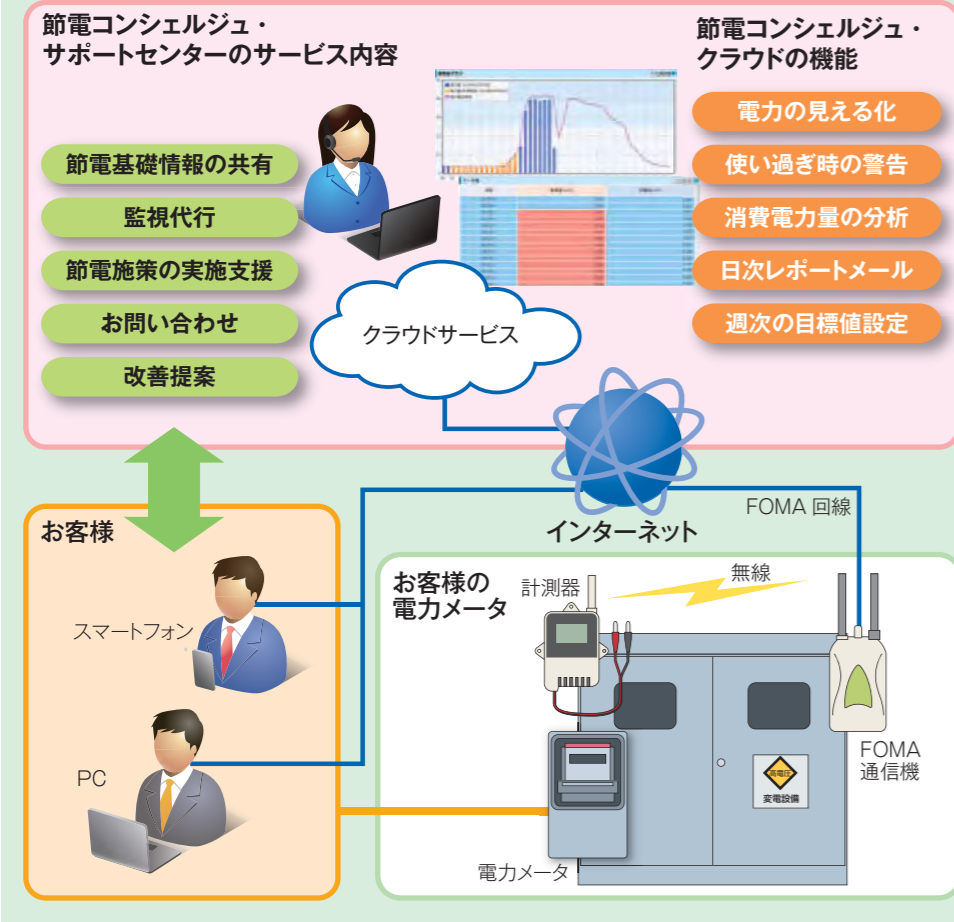 節電コンシェルジュ・
サポートセンターのサービス内容
節電基礎情報の共有
監視代行
節電施策の実施支援
お問い合わせ
改善提案
節電コンシェルジュ・
クラウドの機能
電力の見える化
使い過ぎ時の警告
消費電力量の分析
日次レポートメール
週次の目標値設定
クラウドサービス
インターネット
FOMA 回線
お客様
スマートフォン
PC
お客様の
電力メータ
計測器
無線
FOMA
通信機
高電圧
変電設備
電力メータ